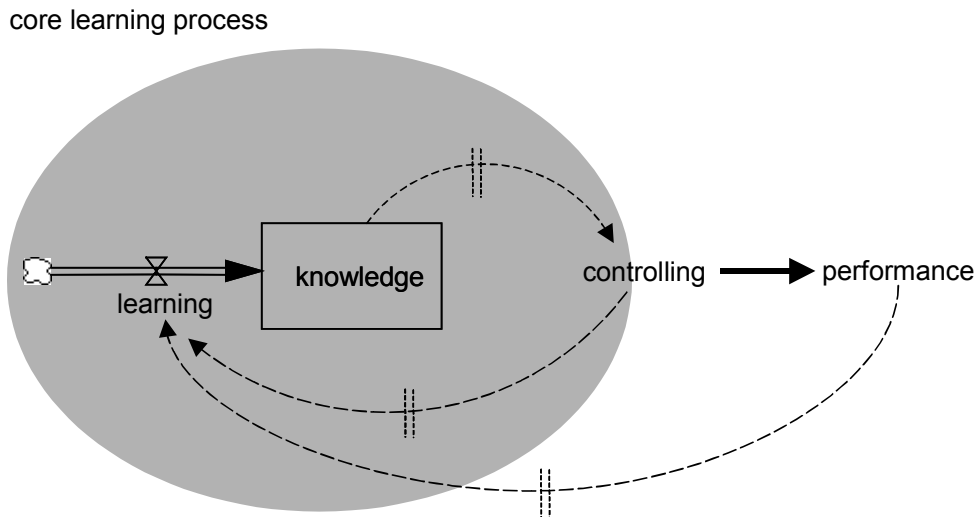 core learning process
knowledge
controlling
performance
learning